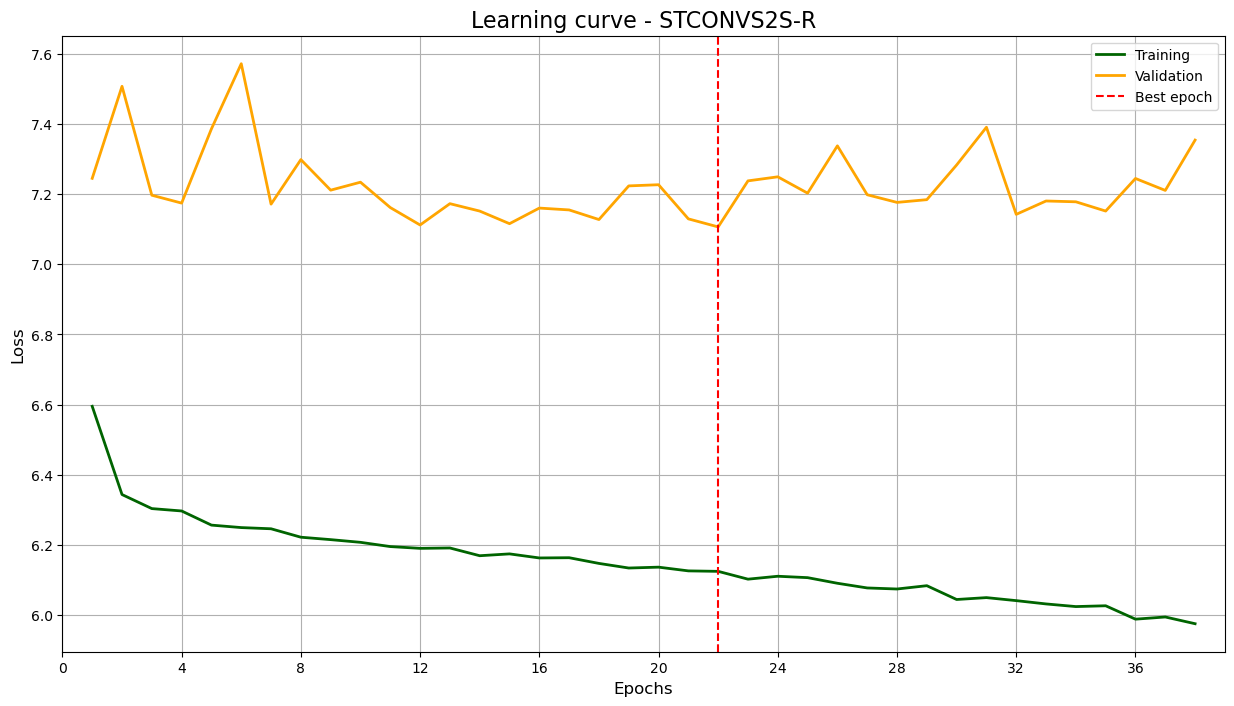 Learning curve - STCONVS2S-R
Training
Validation
Best epoch
Loss
7.6
7.4
7.2
7.0
6.8
6.6
6.4
6.2
6.0
0 4 8 12 16 20 24 28 32 36
Epochs